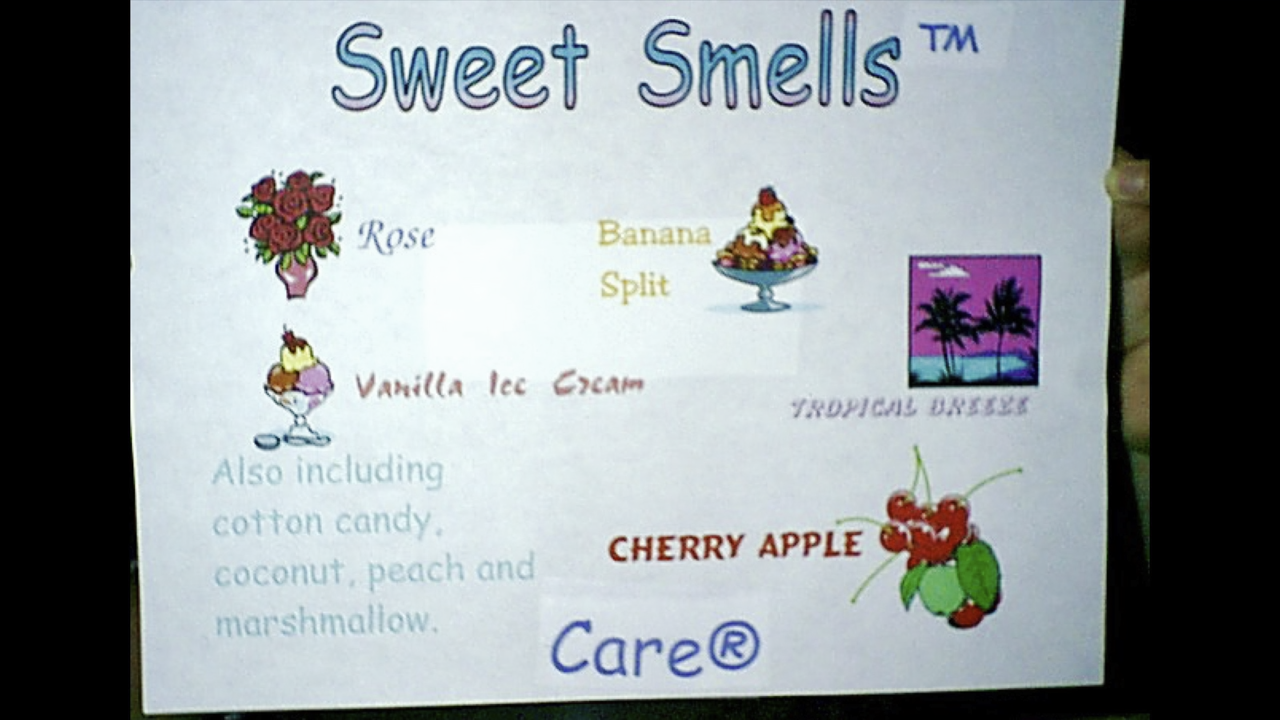 Sweet Smells™
Rose
Banana
Split
Vanilla Ice Cream
TROPICAL BREEZE
Also including
cotton candy,
coconut, peach and
marshmallow.
CHERRY APPLE
Care®